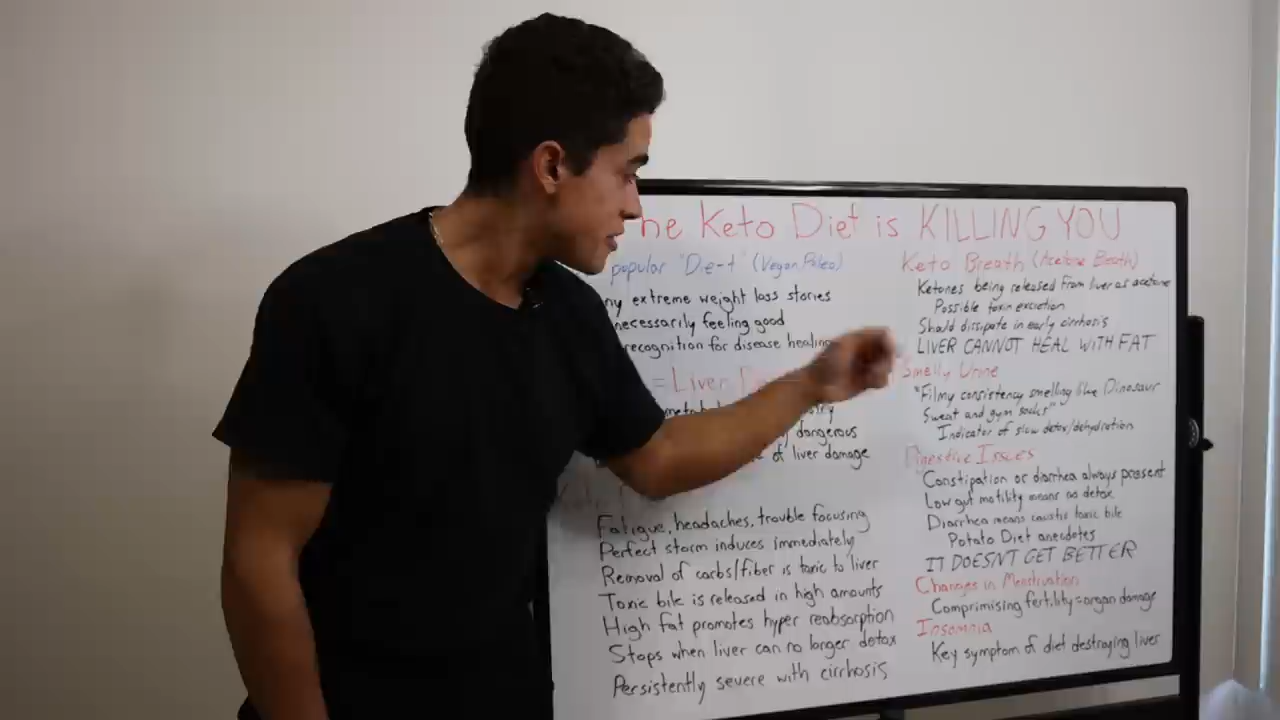 The Keto Diet is KILLING YOU
popular "Die-t" (Vegan, Paleo)
ny extreme weight loss stories
necessarily feeling good
recognition for disease healing
= Liver
metab
dangerous
of liver damage
Keto
Fatigue, headaches, trouble focusing
Perfect storm induces immediately
Removal of carbs/fiber is toxic to liver
Toxic bile is released in high amounts
High fat promotes hyper reabsorption
Stops when liver can no longer detox
Persistently severe with cirrhosis
Keto Breath (Acetone Breath)
Ketones being released from liver as acetone
Possible toxin excretion
Should dissipate in early cirrhosis
LIVER CANNOT HEAL WITH FAT
Smelly Urine
"Filmy consistency smelling like Dinosaur
Sweat and gym socks"
Indicator of slow detox/dehydration
Digestive Issues
Constipation or diarrhea always present
Low gut motility means no detox
Diarrhea means caustic toxic bile
Potato Diet anecdotes
IT DOESNT GET BETTER
Changes in Menstruation
Comprimising fertility=organ damage
Insomnia
Key symptom of diet destroying liver